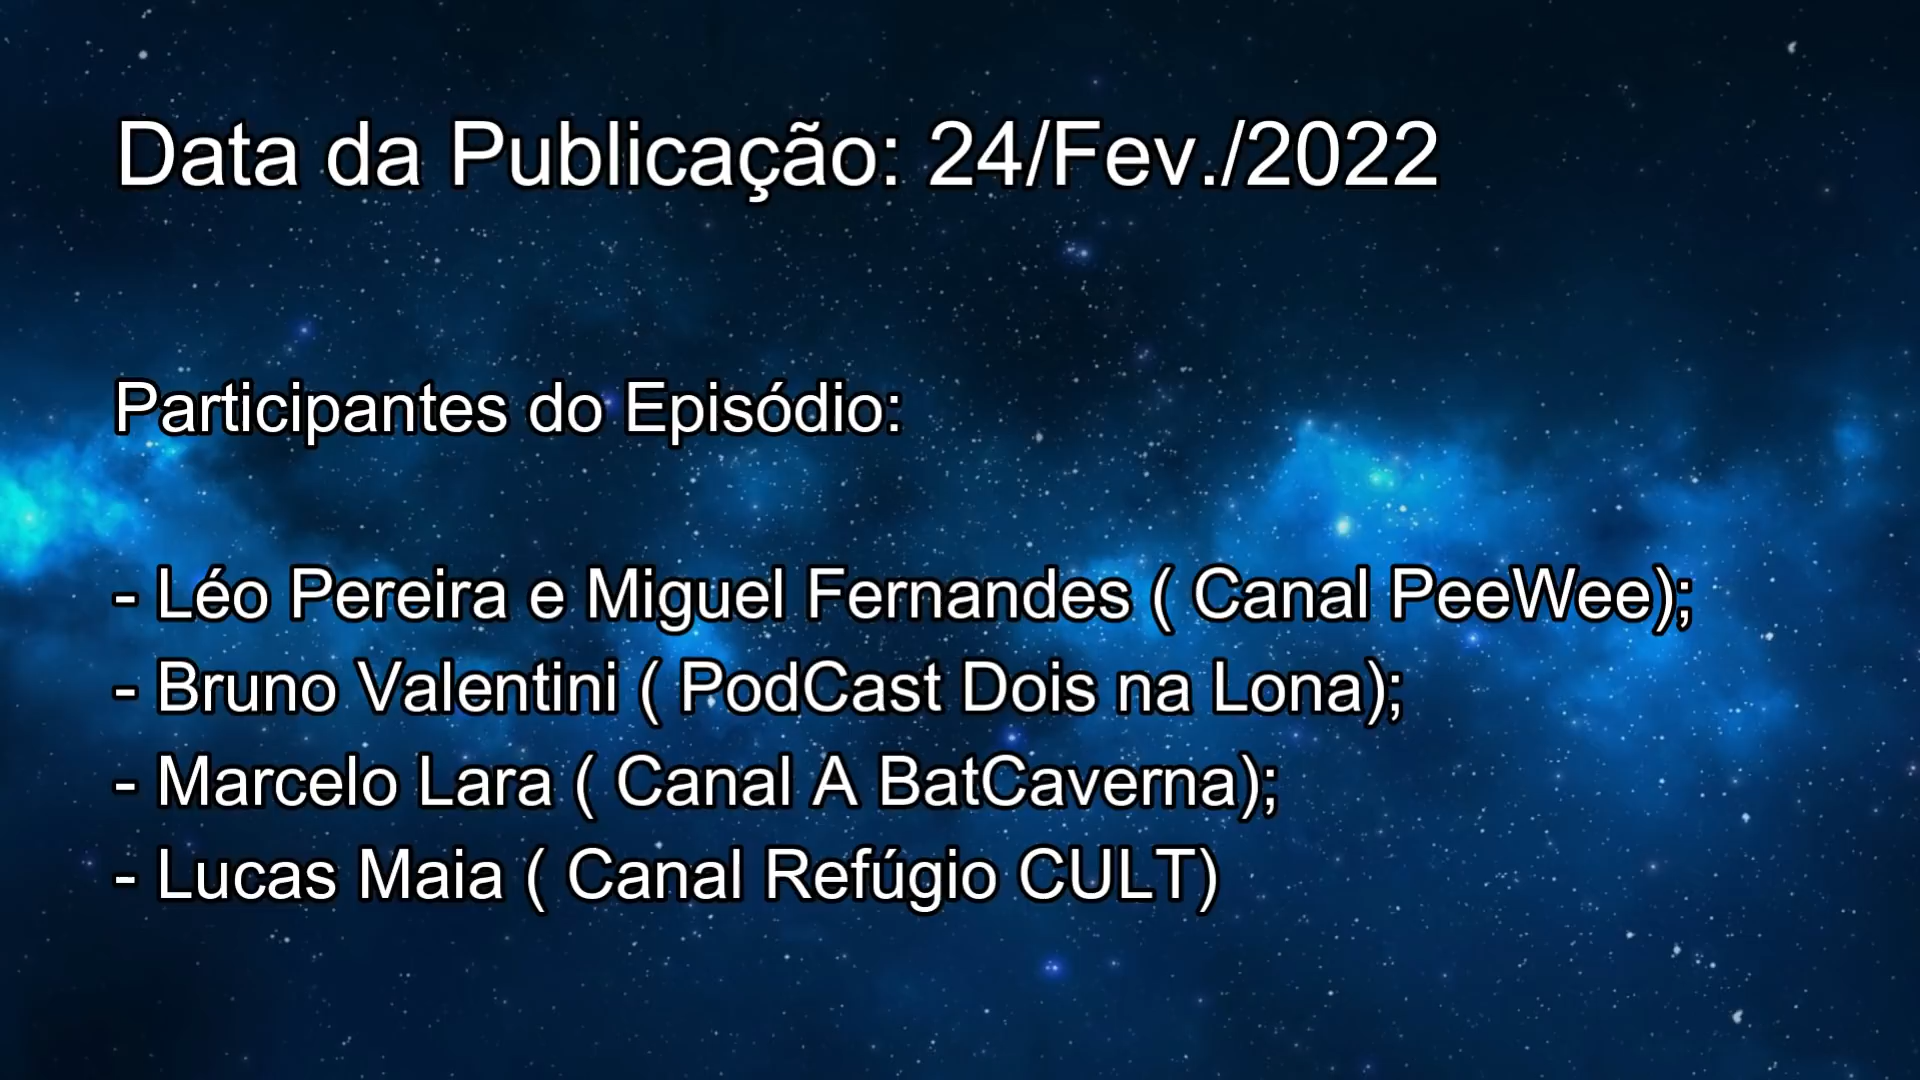 Data da Publicação: 24/Fev./2022
Participantes do Episódio:
- Léo Pereira e Miguel Fernandes ( Canal PeeWee);
- Bruno Valentini ( PodCast Dois na Lona);
- Marcelo Lara ( Canal A BatCaverna);
- Lucas Maia ( Canal Refúgio CULT)